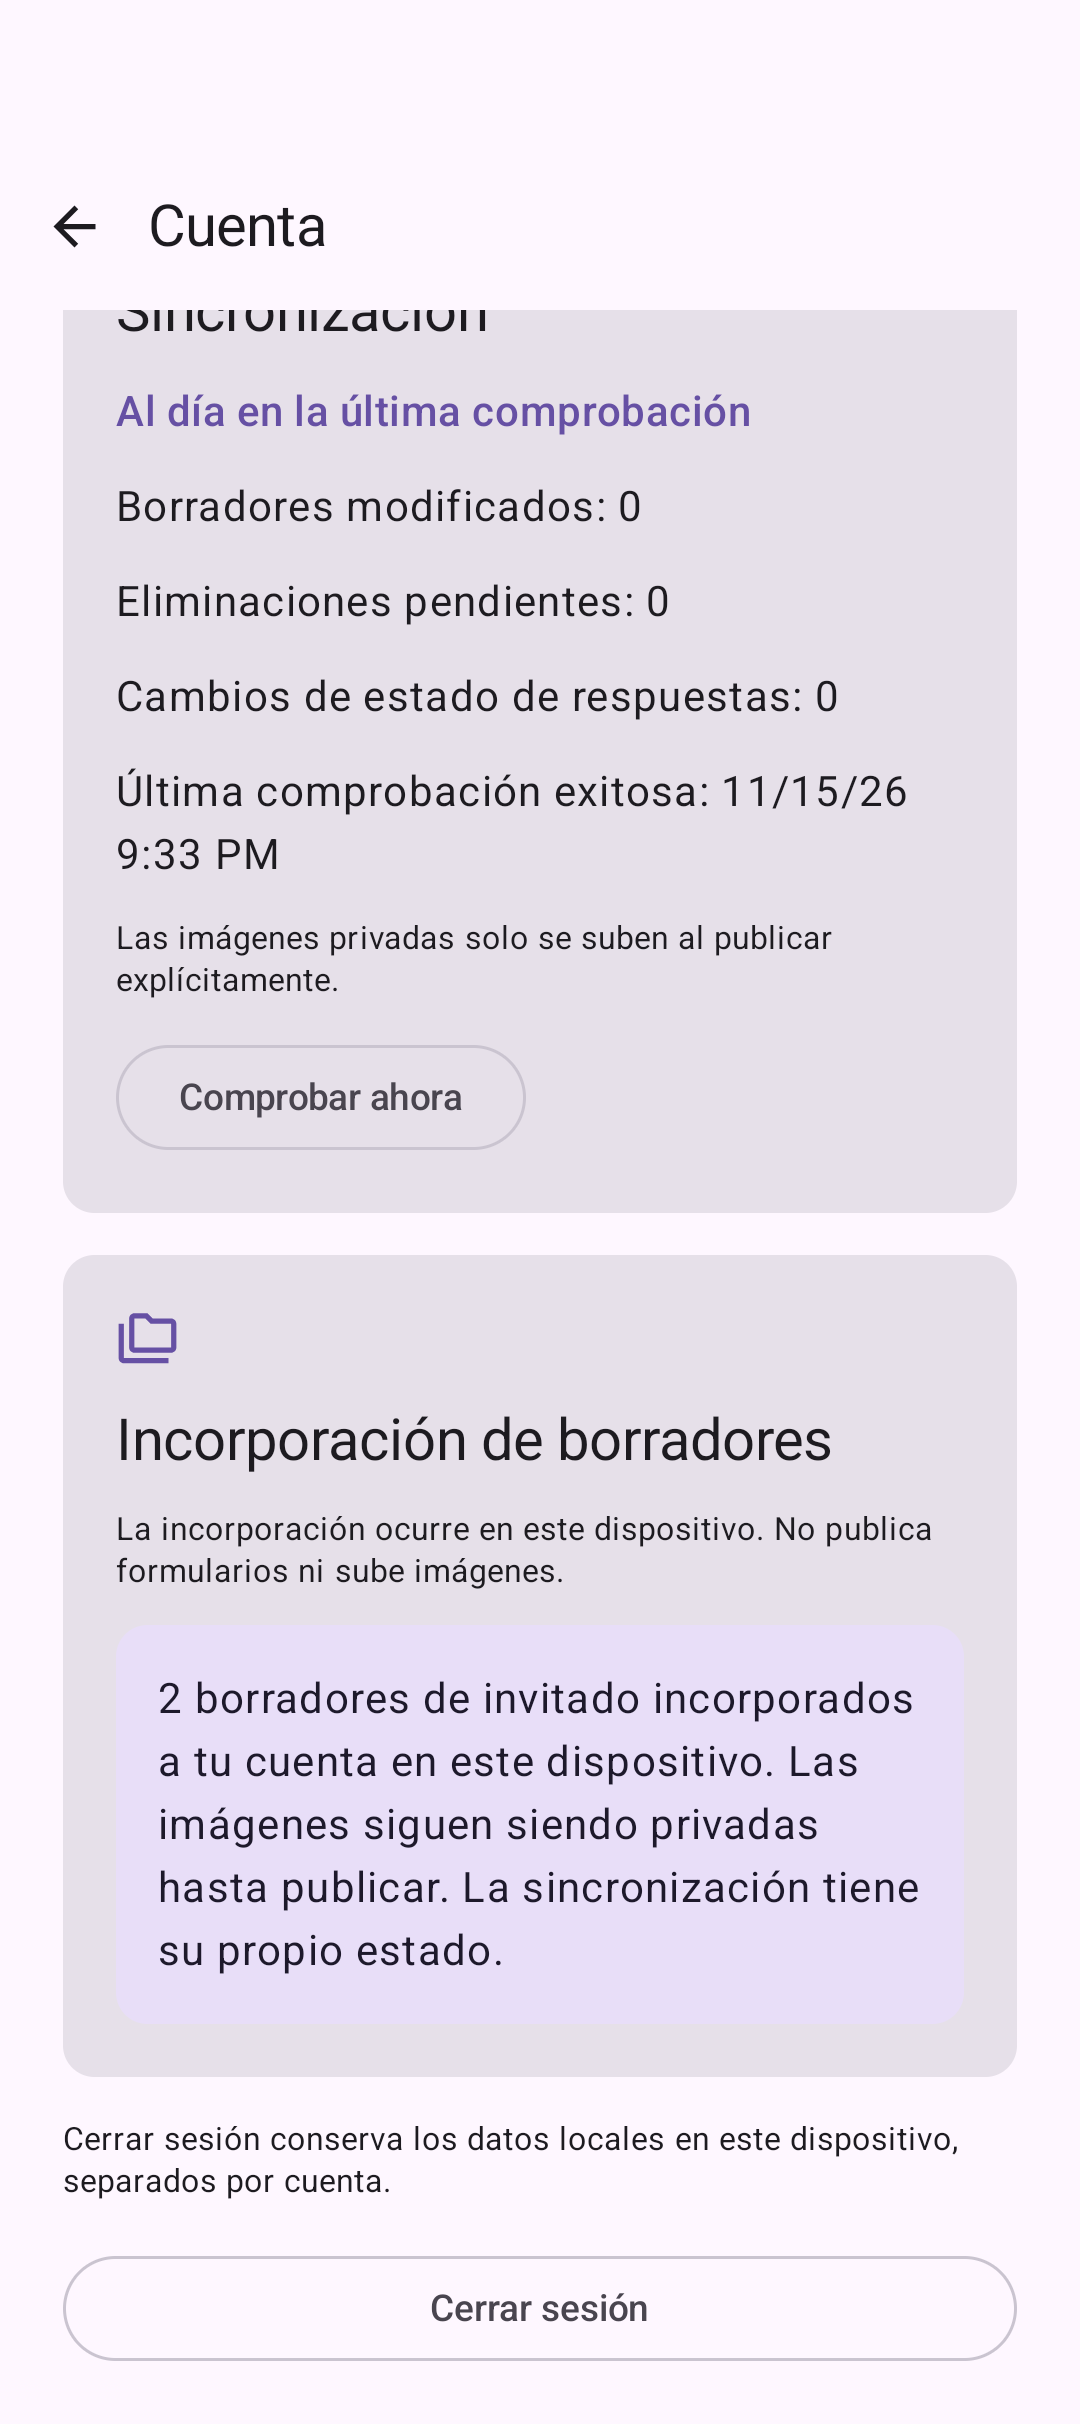 Cuenta
Sincronización
Al día en la última comprobación
Borradores modificados: 0
Eliminaciones pendientes: 0
Cambios de estado de respuestas: 0
Última comprobación exitosa: 11/15/26
9:33 PM
Las imágenes privadas solo se suben al publicar
explícitamente.
Comprobar ahora
Incorporación de borradores
La incorporación ocurre en este dispositivo. No publica
formularios ni sube imágenes.
2 borradores de invitado incorporados
a tu cuenta en este dispositivo. Las
imágenes siguen siendo privadas
hasta publicar. La sincronización tiene
su propio estado.
Cerrar sesión conserva los datos locales en este dispositivo,
separados por cuenta.
Cerrar sesión